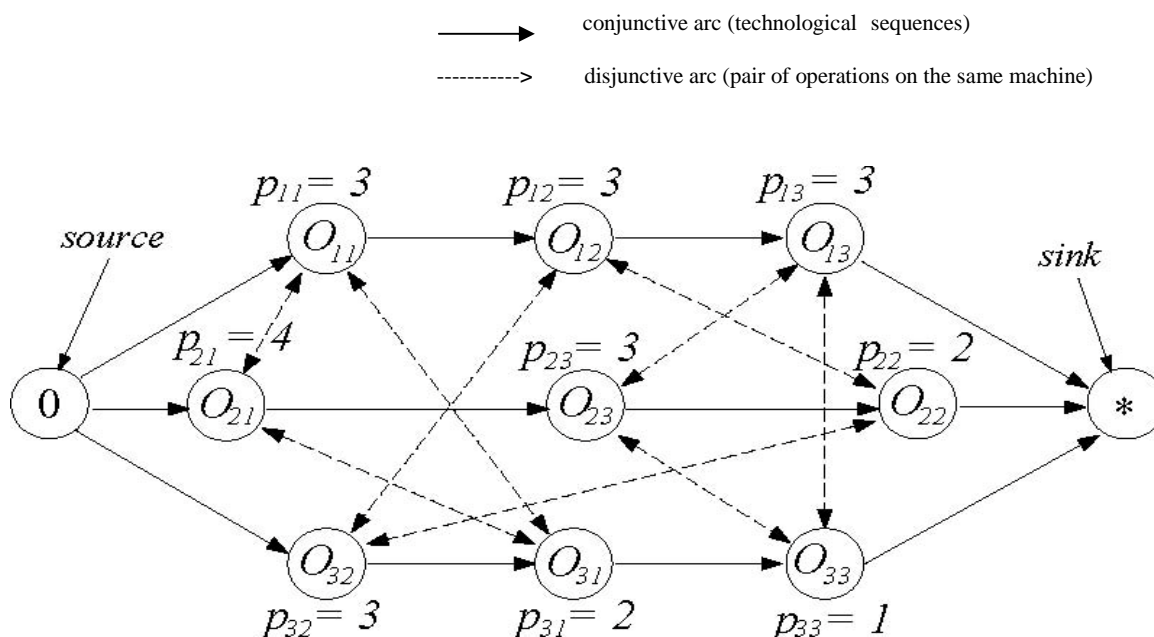 conjunctive arc (technological sequences)
disjunctive arc (pair of operations on the same machine)
p11 = 3 p12 = 3 p13 = 3
source O11 O12 O13 sink
p21 = 4 p23 = 3 p22 = 2
0 O21 O23 O22 *
O32 O31 O33
p32 = 3 p31 = 2 p33 = 1